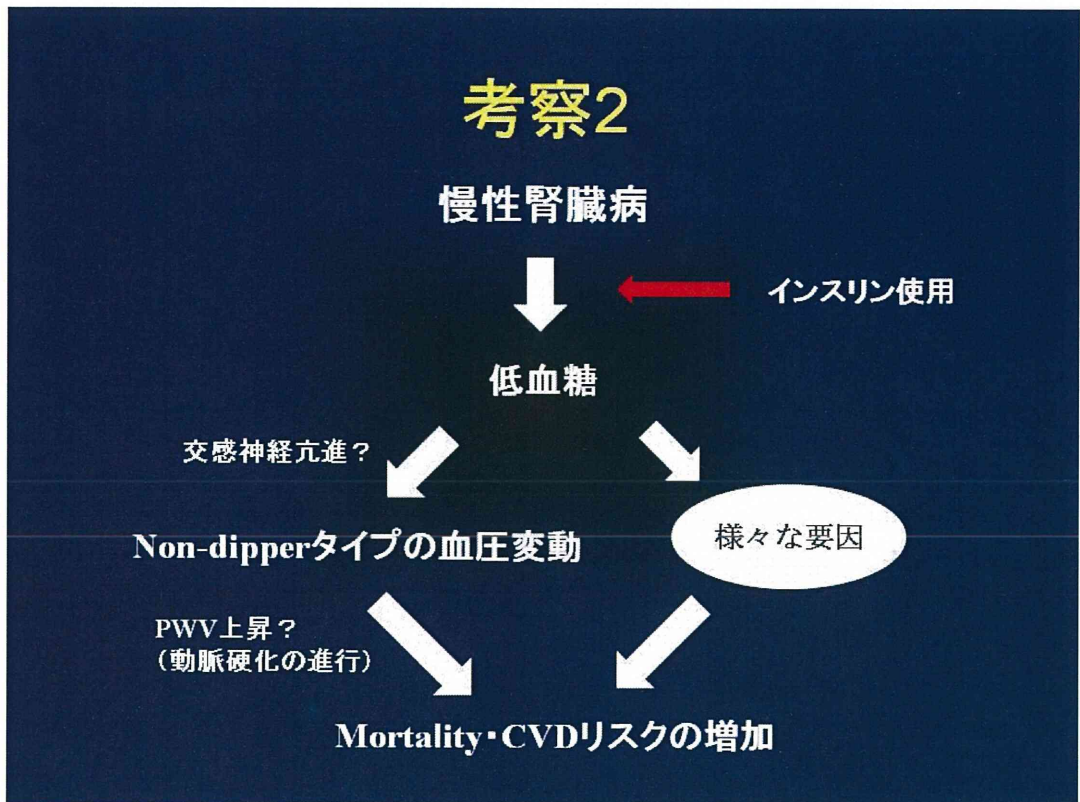 考察2
慢性腎臓病
インスリン使用
低血糖
交感神経亢進？
Non-dipperタイプの血圧変動
様々な要因
PWV上昇？
（動脈硬化の進行）
Mortality・CVDリスクの増加